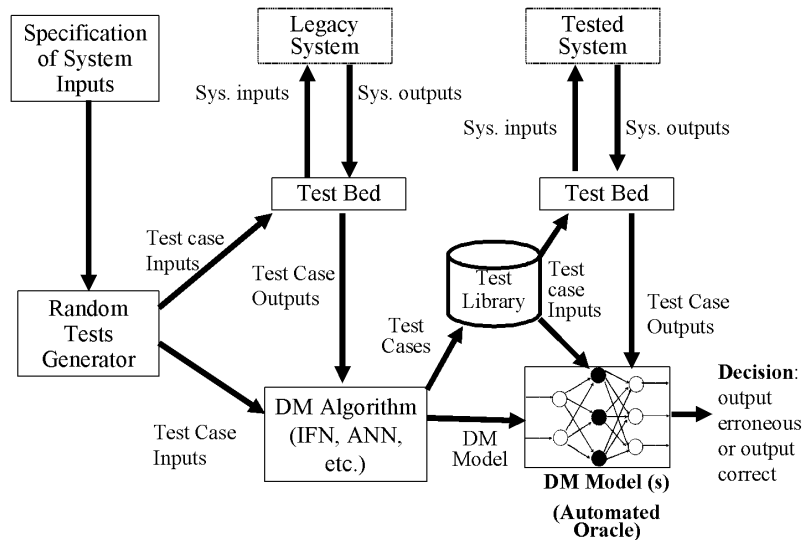 Specification
of System
Inputs
Legacy
System
Tested
System
Sys. inputs
Sys. outputs
Sys. inputs
Sys. outputs
Test Bed
Test Bed
Test case
Inputs
Test Case
Outputs
Test
Library
Test
case
Inputs
Test Case
Outputs
Random
Tests
Generator
Test
Cases
Test Case
Inputs
DM Algorithm
(IFN, ANN,
etc.)
DM
Model
Decision:
output
erroneous
or output
correct
DM Model (s)
(Automated
Oracle)